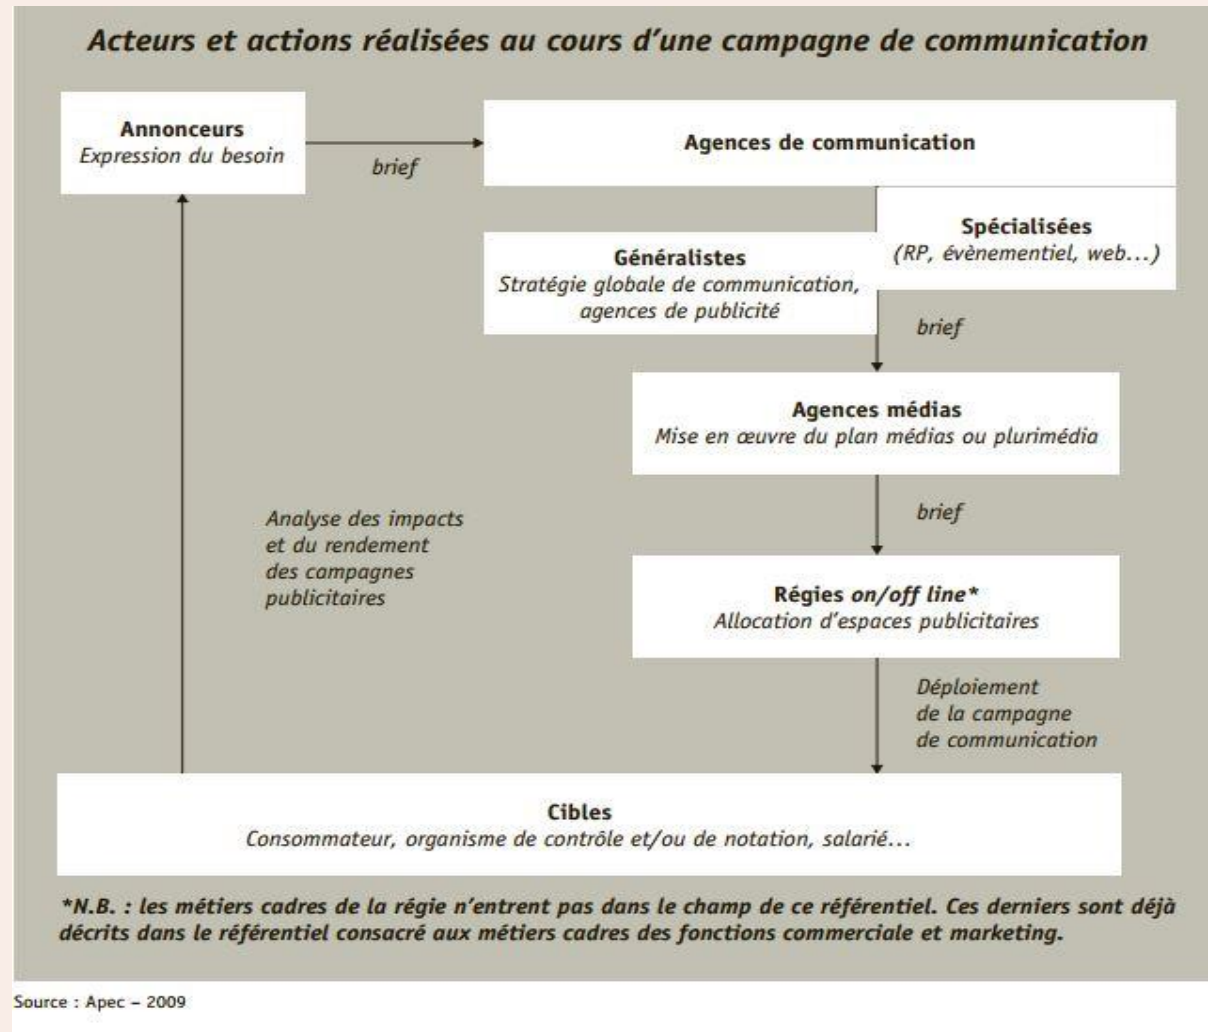 Acteurs et actions réalisées au cours d’une campagne de communication
Annonceurs
Expression du besoin
brief
Agences de communication
Spécialisées
(RP, évènementiel, web...)
Généralistes
Stratégie globale de communication,
agences de publicité
brief
Agences médias
Mise en œuvre du plan médias ou plurimédia
brief
Analyse des impacts
et du rendement
des campagnes
publicitaires
Régies on/off line*
Allocation d’espaces publicitaires
Déploiement
de la campagne
de communication
Cibles
Consommateur, organisme de contrôle et/ou de notation, salarié...
*N.B. : les métiers cadres de la régie n’entrent pas dans le champ de ce référentiel. Ces derniers sont déjà
décrits dans le référentiel consacré aux métiers cadres des fonctions commerciale et marketing.
Source : Apec – 2009